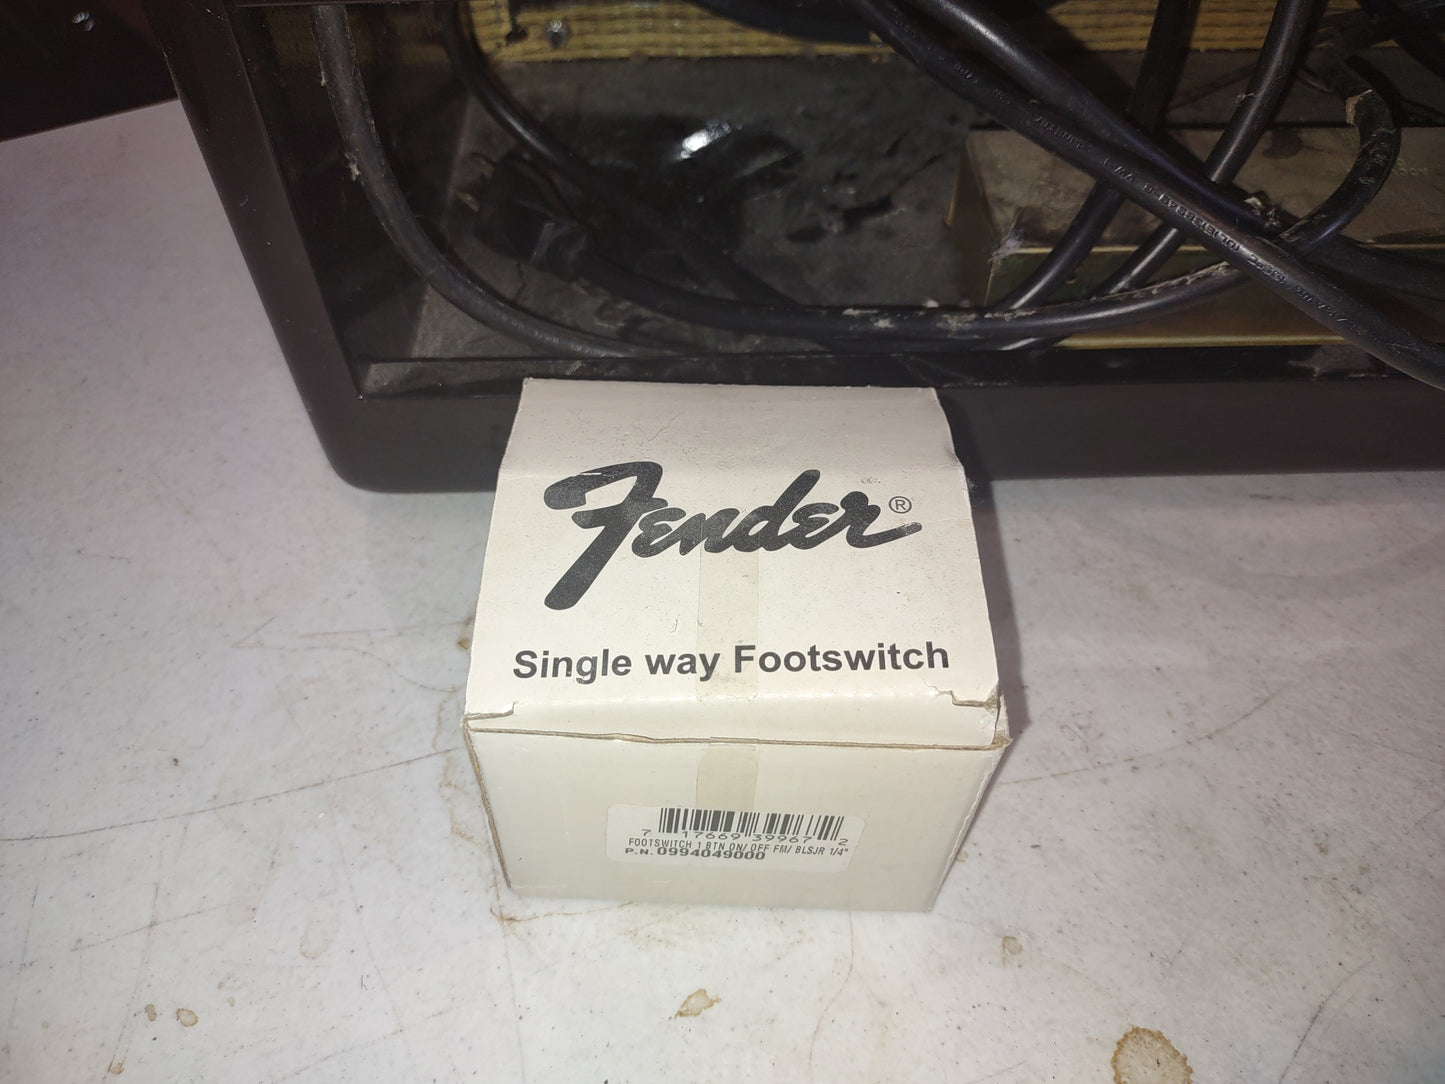 Fender®
Single way Footswitch
7 17669 39967 2
FOOTSWITCH 1 BTN ON/ OFF FM/ BLSJR 1/4"
P.N. 0994049000